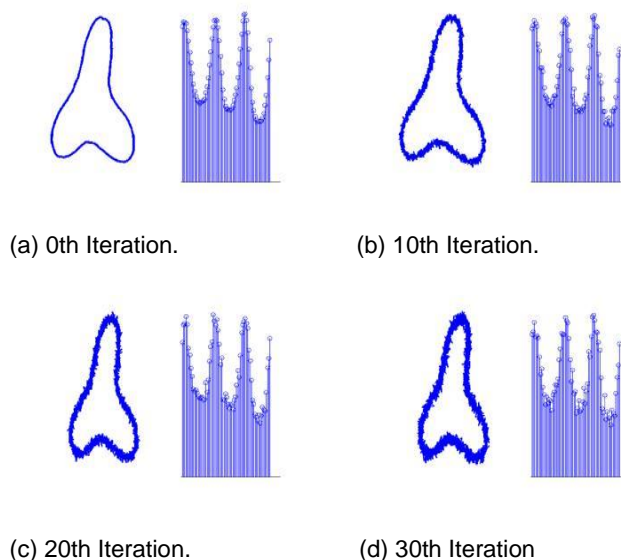 (a) 0th Iteration.
(b) 10th Iteration.
(c) 20th Iteration.
(d) 30th Iteration